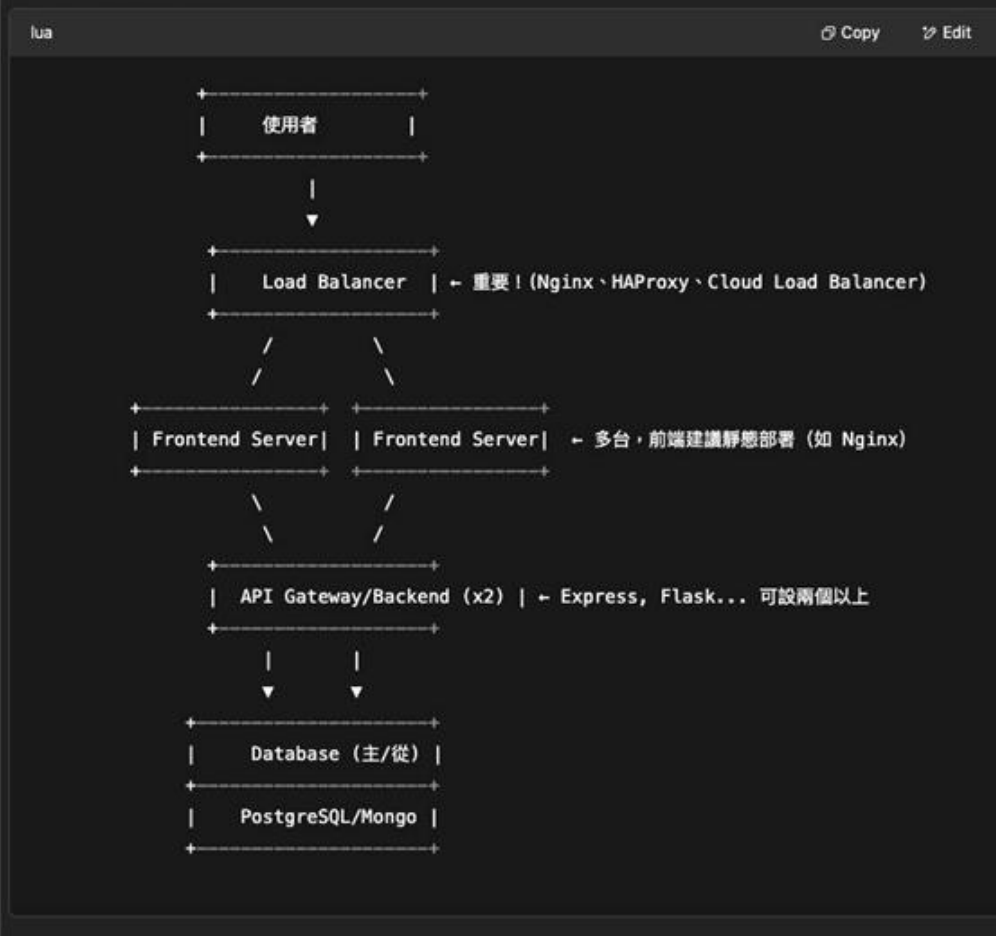 lua
Copy
Edit
+-------------------+
|     使用者        |
+-------------------+
|
▼
+-------------------+
|    Load Balancer  | ← 重要！(Nginx、HAProxy、Cloud Load Balancer)
+-------------------+
/         \
/           \
+----------------+  +----------------+
| Frontend Server|  | Frontend Server|  ← 多台，前端建議靜態部署（如 Nginx）
+----------------+  +----------------+
\           /
\         /
+-------------------+
|  API Gateway/Backend (x2) | ← Express, Flask... 可設兩個以上
+-------------------+
|       |
▼       ▼
+---------------------+
|     Database (主/從) |
+---------------------+
|    PostgreSQL/Mongo |
+---------------------+